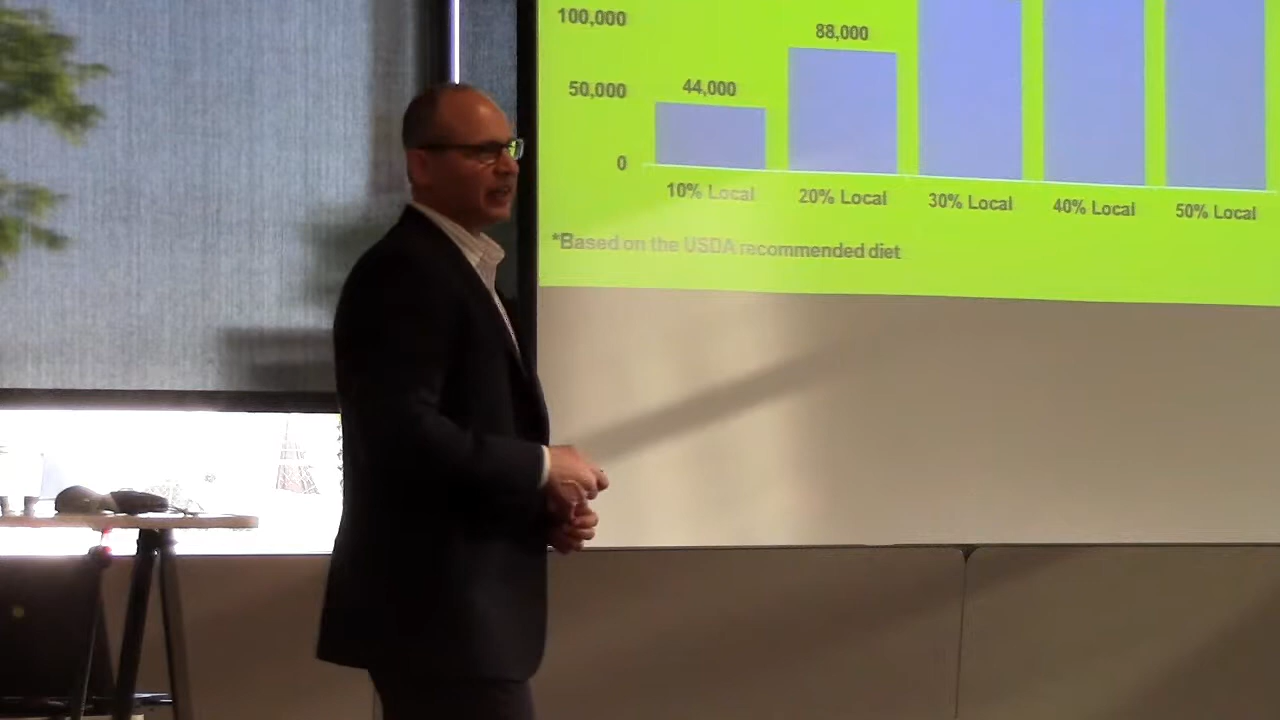 100,000
88,000
50,000
44,000
0
10% Local 20% Local 30% Local 40% Local 50% Local
*Based on the USDA recommended diet